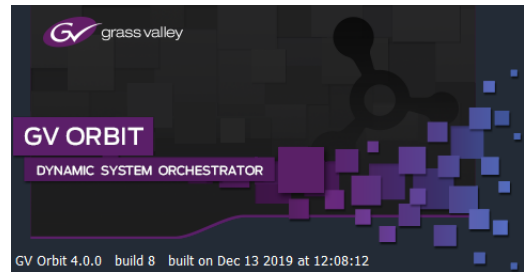 GV grass valley
GV ORBIT
DYNAMIC SYSTEM ORCHESTRATOR
GV Orbit 4.0.0 build 8 built on Dec 13 2019 at 12:08:12